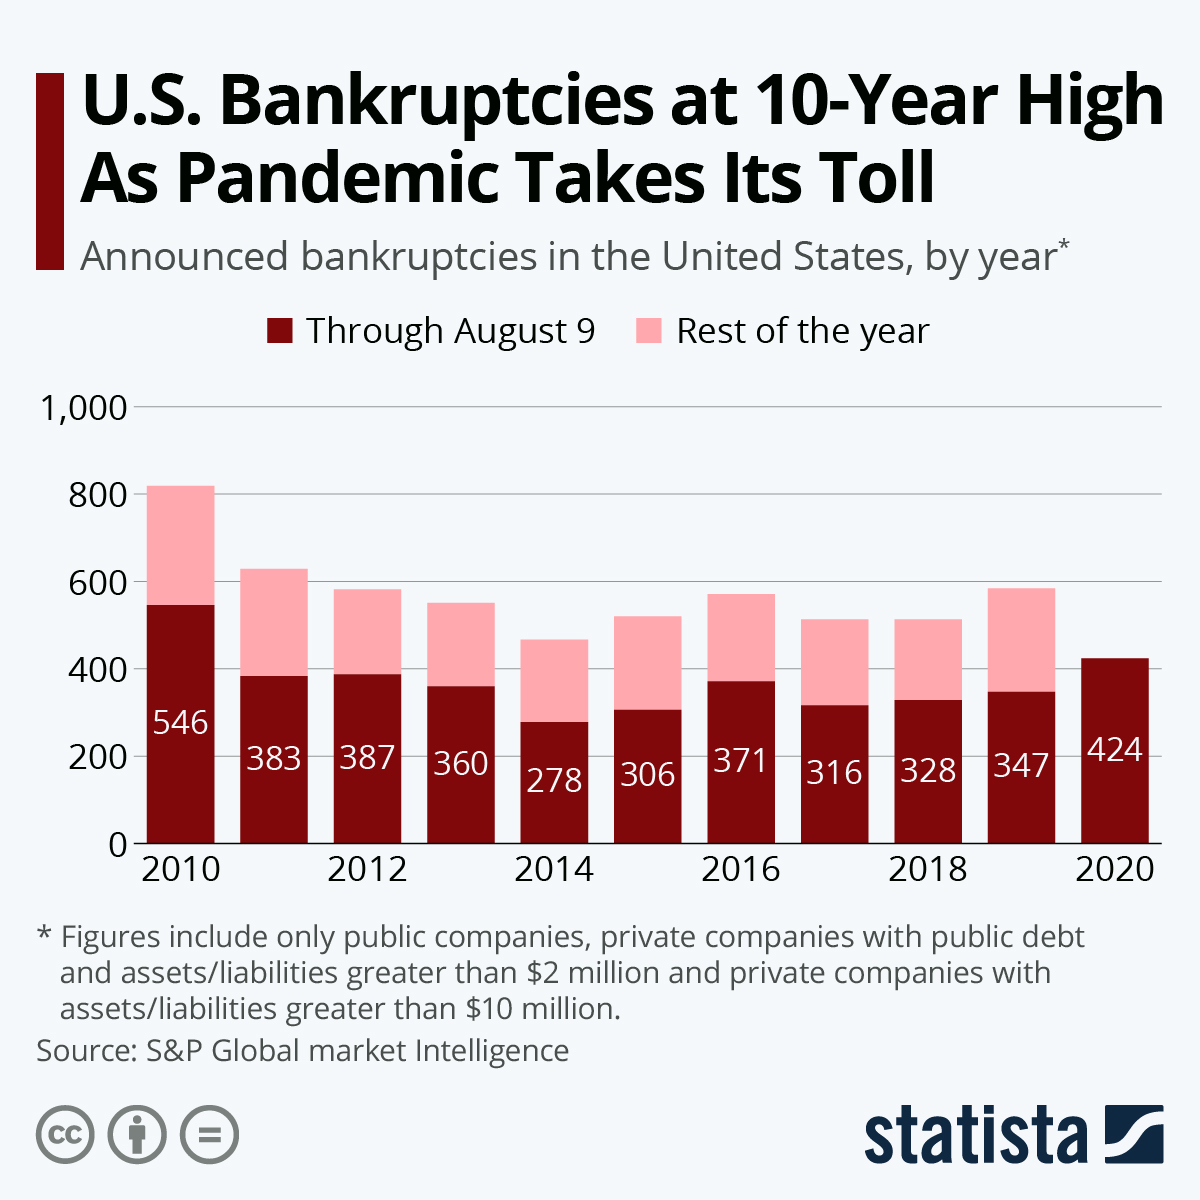 U.S. Bankruptcies at 10-Year High
As Pandemic Takes Its Toll
Announced bankruptcies in the United States, by year*
Through August 9 Rest of the year
1,000
800
600
400
200
0
546 383 387 360 278 306 371 316 328 347 424
2010 2012 2014 2016 2018 2020
* Figures include only public companies, private companies with public debt
and assets/liabilities greater than $2 million and private companies with
assets/liabilities greater than $10 million.
Source: S&P Global market Intelligence
cc
statista